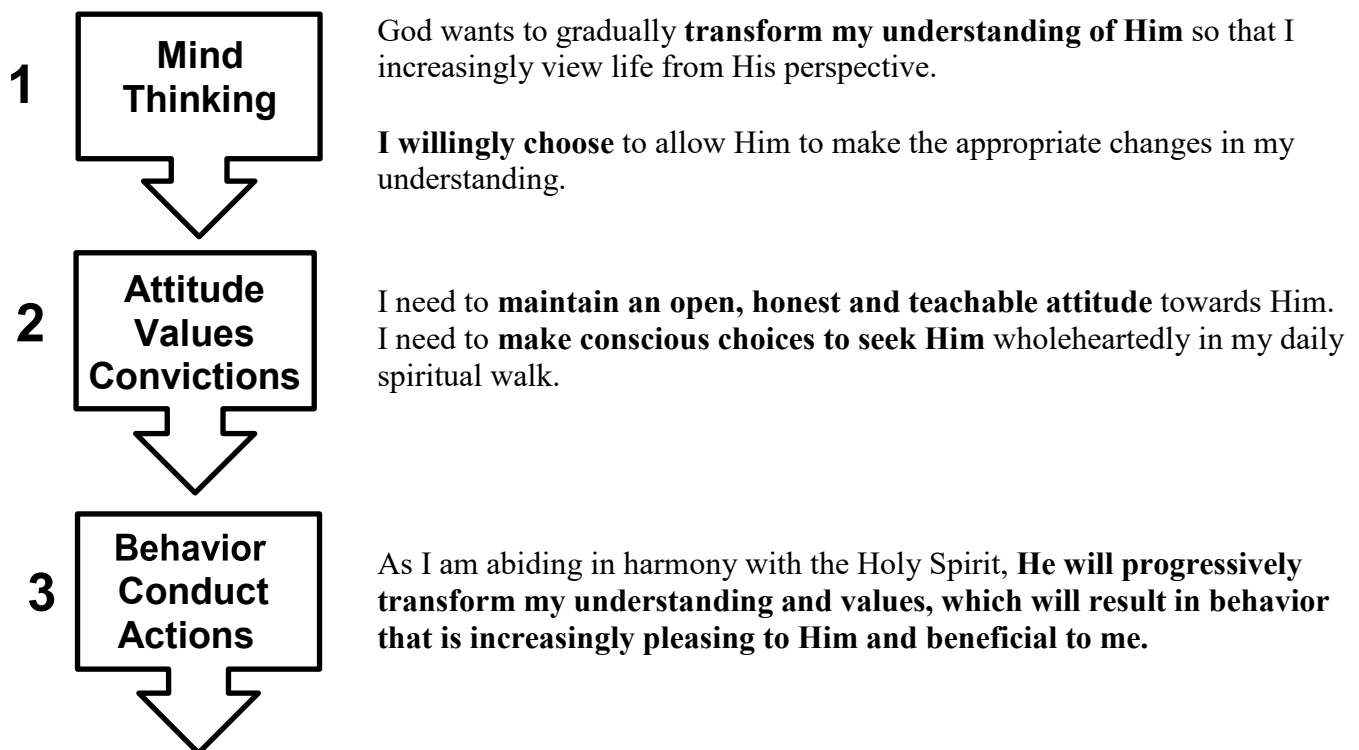 1
Mind
Thinking
God wants to gradually transform my understanding of Him so that I
increasingly view life from His perspective.
I willingly choose to allow Him to make the appropriate changes in my
understanding.
2
Attitude
Values
Convictions
I need to maintain an open, honest and teachable attitude towards Him.
I need to make conscious choices to seek Him wholeheartedly in my daily
spiritual walk.
3
Behavior
Conduct
Actions
As I am abiding in harmony with the Holy Spirit, He will progressively
transform my understanding and values, which will result in behavior
that is increasingly pleasing to Him and beneficial to me.